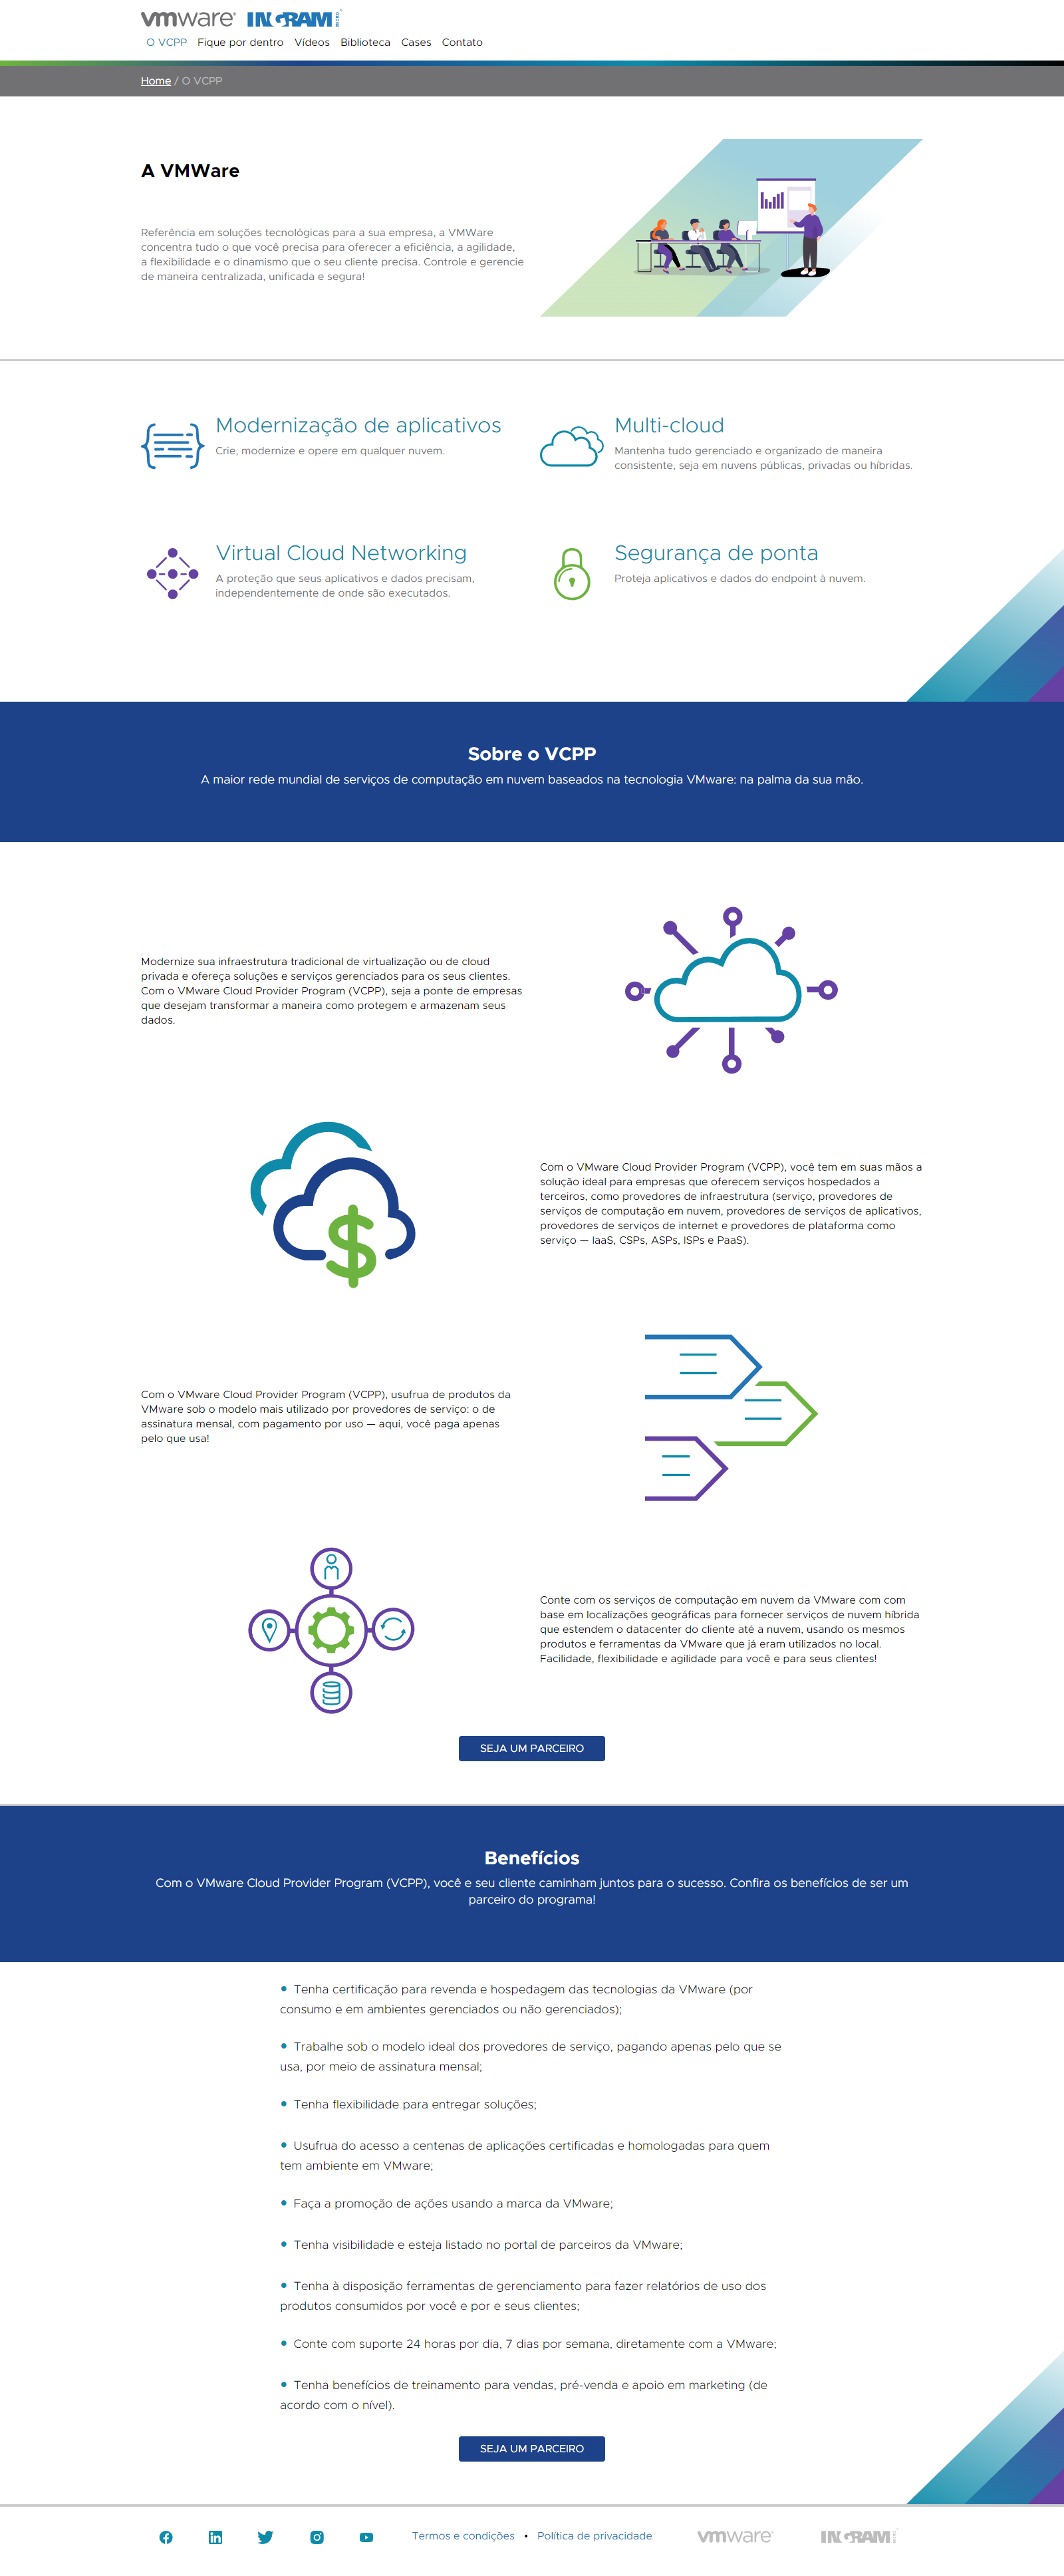 vmware® INGRAM MICRO
O VCPP Fique por dentro Vídeos Biblioteca Cases Contato
Home / O VCPP
A VMWare
Referência em soluções tecnológicas para a sua empresa, a VMWare
concentra tudo o que você precisa para oferecer a eficiência, a agilidade,
a flexibilidade e o dinamismo que o seu cliente precisa. Controle e gerencie
de maneira centralizada, unificada e segura!
Modernização de aplicativos
Crie, modernize e opere em qualquer nuvem.
Multi-cloud
Mantenha tudo gerenciado e organizado de maneira
consistente, seja em nuvens públicas, privadas ou híbridas.
Virtual Cloud Networking
A proteção que seus aplicativos e dados precisam,
independentemente de onde são executados.
Segurança de ponta
Proteja aplicativos e dados do endpoint à nuvem.
Sobre o VCPP
A maior rede mundial de serviços de computação em nuvem baseados na tecnologia VMware: na palma da sua mão.
Modernize sua infraestrutura tradicional de virtualização ou de cloud
privada e ofereça soluções e serviços gerenciados para os seus clientes.
Com o VMware Cloud Provider Program (VCPP), seja a ponte de empresas
que desejam transformar a maneira como protegem e armazenam seus
dados.
Com o VMware Cloud Provider Program (VCPP), você tem em suas mãos a
solução ideal para empresas que oferecem serviços hospedados a
terceiros, como provedores de infraestrutura (serviço, provedores de
serviços de computação em nuvem, provedores de serviços de aplicativos,
provedores de serviços de internet e provedores de plataforma como
serviço — IaaS, CSPs, ASPs, ISPs e PaaS).
Com o VMware Cloud Provider Program (VCPP), usufrua de produtos da
VMware sob o modelo mais utilizado por provedores de serviço: o de
assinatura mensal, com pagamento por uso — aqui, você paga apenas
pelo que usa!
Conte com os serviços de computação em nuvem da VMware com com
base em localizações geográficas para fornecer serviços de nuvem híbrida
que estendem o datacenter do cliente até a nuvem, usando os mesmos
produtos e ferramentas da VMware que já eram utilizados no local.
Facilidade, flexibilidade e agilidade para você e para seus clientes!
SEJA UM PARCEIRO
Benefícios
Com o VMware Cloud Provider Program (VCPP), você e seu cliente caminham juntos para o sucesso. Confira os benefícios de ser um
parceiro do programa!
• Tenha certificação para revenda e hospedagem das tecnologias da VMware (por
consumo e em ambientes gerenciados ou não gerenciados);
• Trabalhe sob o modelo ideal dos provedores de serviço, pagando apenas pelo que se
usa, por meio de assinatura mensal;
• Tenha flexibilidade para entregar soluções;
• Usufrua do acesso a centenas de aplicações certificadas e homologadas para quem
tem ambiente em VMware;
• Faça a promoção de ações usando a marca da VMware;
• Tenha visibilidade e esteja listado no portal de parceiros da VMware;
• Tenha à disposição ferramentas de gerenciamento para fazer relatórios de uso dos
produtos consumidos por você e por e seus clientes;
• Conte com suporte 24 horas por dia, 7 dias por semana, diretamente com a VMware;
• Tenha benefícios de treinamento para vendas, pré-venda e apoio em marketing (de
acordo com o nível).
SEJA UM PARCEIRO
Termos e condições • Política de privacidade vmware® INGRAM MICRO